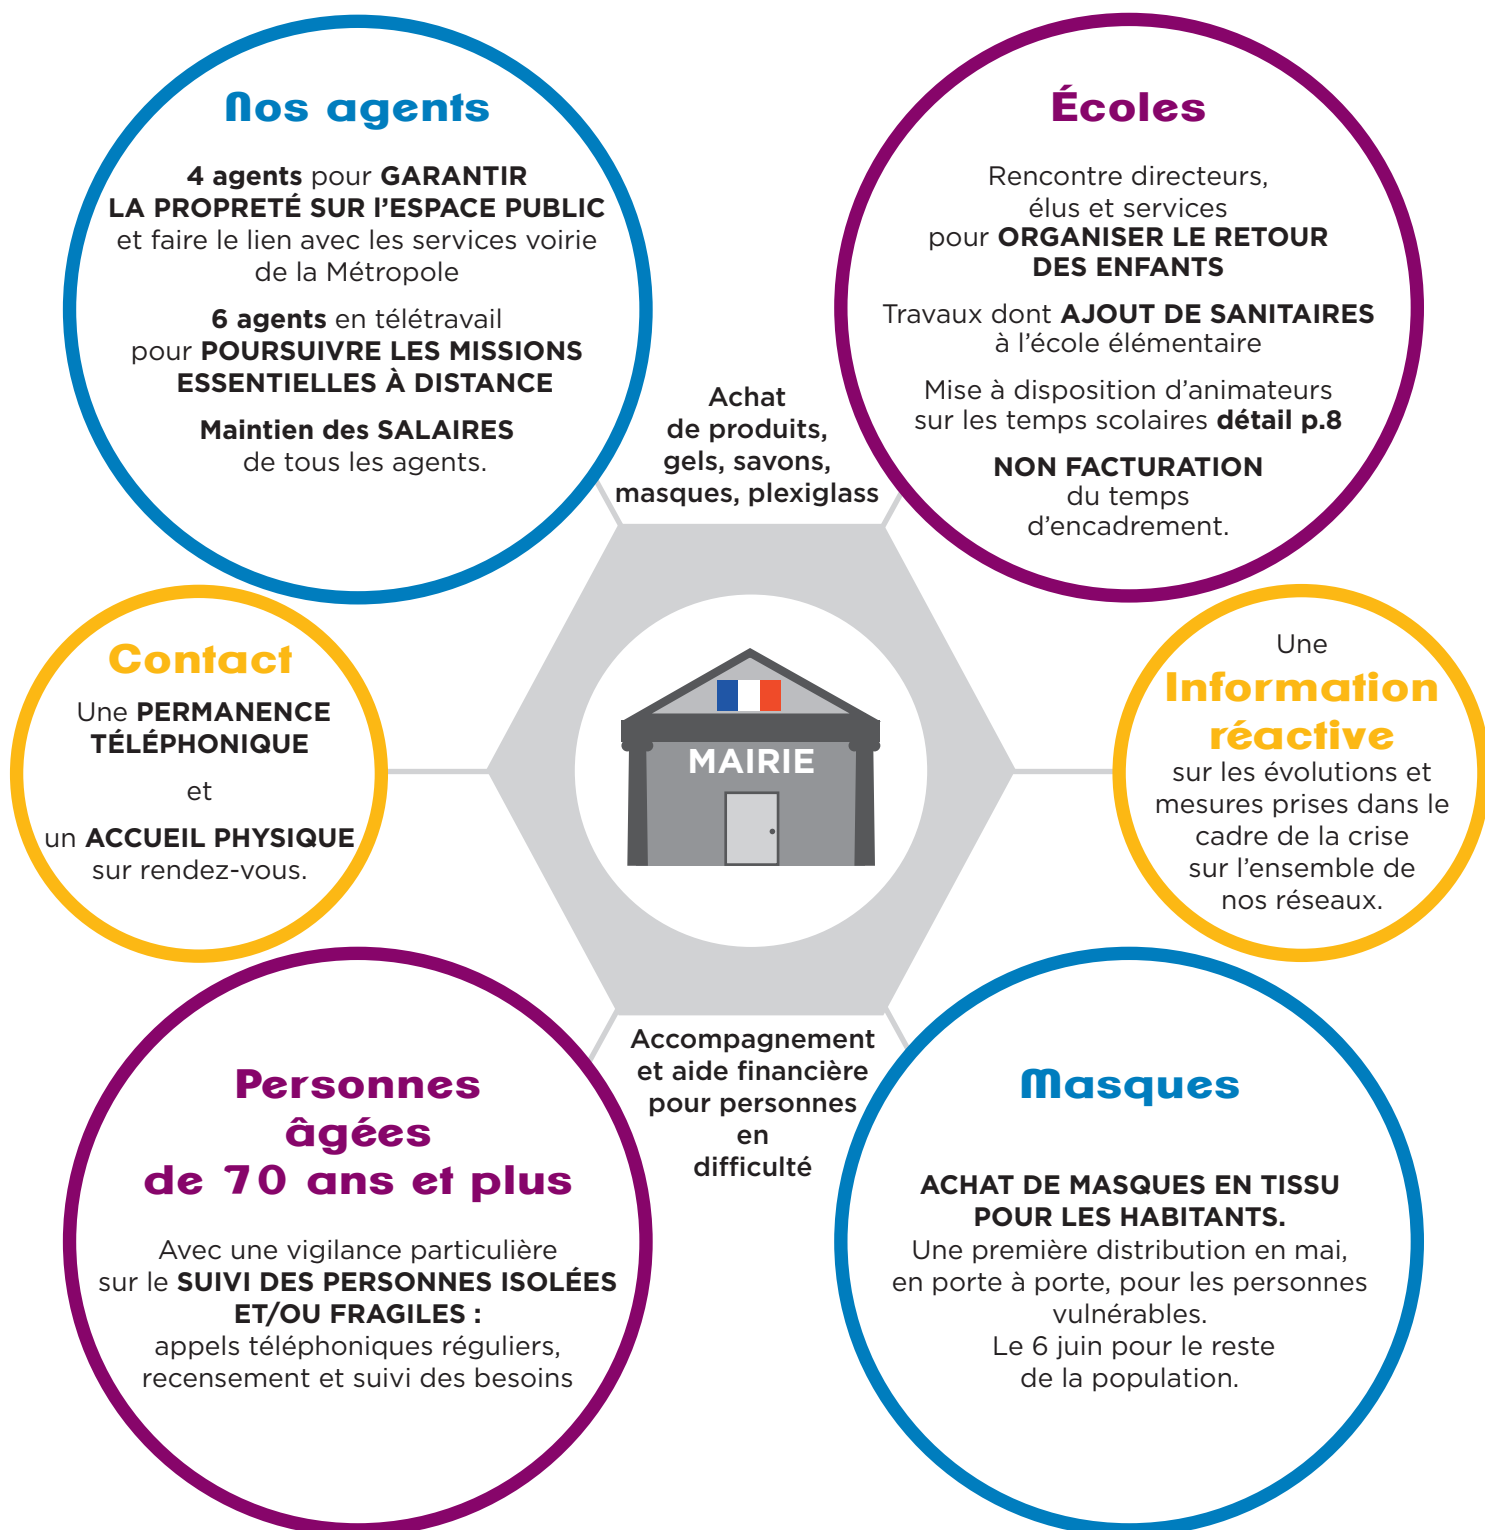 Nos agents
4 agents pour GARANTIR
LA PROPRETÉ SUR l'ESPACE PUBLIC
et faire le lien avec les services voirie
de la Métropole
6 agents en télétravail
pour POURSUIVRE LES MISSIONS
ESSENTIELLES À DISTANCE
Maintien des SALAIRES
de tous les agents.
Écoles
Rencontre directeurs,
élus et services
pour ORGANISER LE RETOUR
DES ENFANTS
Travaux dont AJOUT DE SANITAIRES
à l'école élémentaire
Mise à disposition d'animateurs
sur les temps scolaires détail p.8
NON FACTURATION
du temps
d'encadrement.
Achat
de produits,
gels, savons,
masques, plexiglass
Contact
Une PERMANENCE
TÉLÉPHONIQUE
et
un ACCUEIL PHYSIQUE
sur rendez-vous.
MAIRIE
Une
Information
réactive
sur les évolutions et
mesures prises dans le
cadre de la crise
sur l'ensemble de
nos réseaux.
Personnes
âgées
de 70 ans et plus
Avec une vigilance particulière
sur le SUIVI DES PERSONNES ISOLÉES
ET/OU FRAGILES :
appels téléphoniques réguliers,
recensement et suivi des besoins
Accompagnement
et aide financière
pour personnes
en
difficulté
Masques
ACHAT DE MASQUES EN TISSU
POUR LES HABITANTS.
Une première distribution en mai,
en porte à porte, pour les personnes
vulnérables.
Le 6 juin pour le reste
de la population.